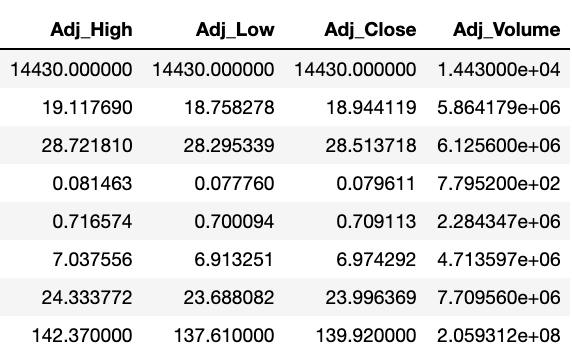 Adj_High Adj_Low Adj_Close Adj_Volume
14430.000000 14430.000000 14430.000000 1.443000e+04
19.117690 18.758278 18.944119 5.864179e+06
28.721810 28.295339 28.513718 6.125600e+06
0.081463 0.077760 0.079611 7.795200e+02
0.716574 0.700094 0.709113 2.284347e+06
7.037556 6.913251 6.974292 4.713597e+06
24.333772 23.688082 23.996369 7.709560e+06
142.370000 137.610000 139.920000 2.059312e+08